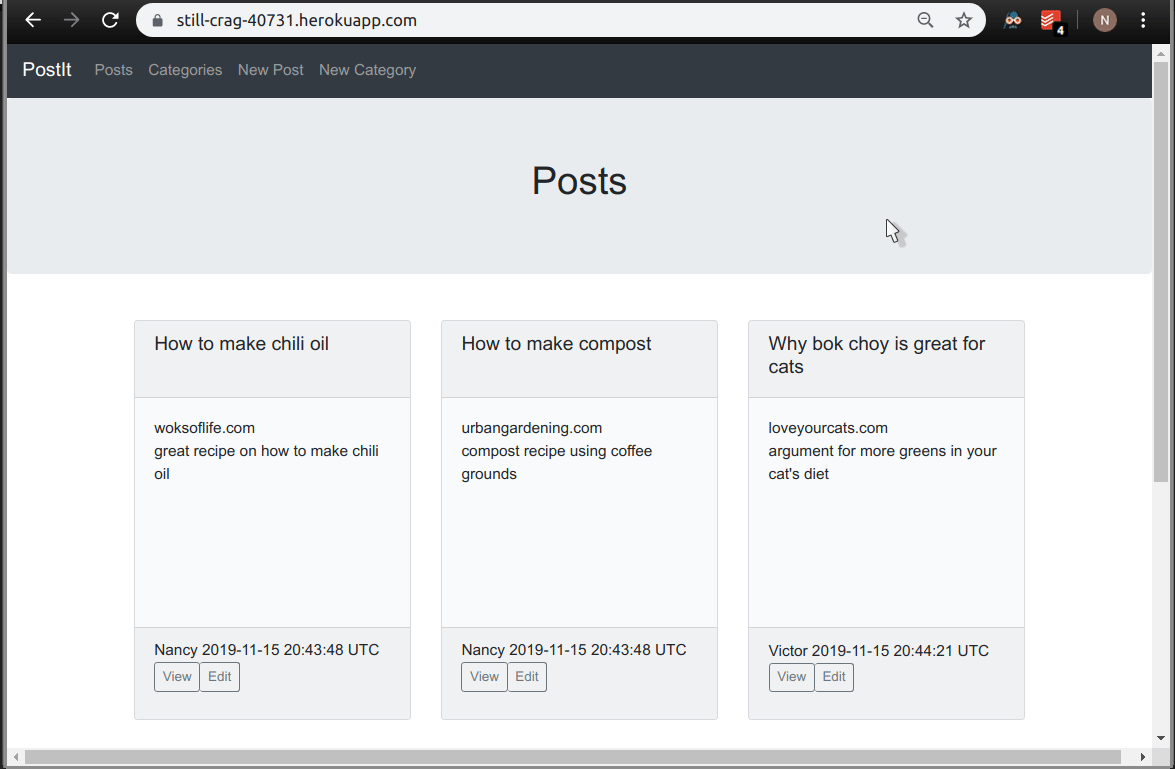 still-crag-40731.herokuapp.com
4
N
PostIt Posts Categories New Post New Category
Posts
How to make chili oil
woksoflife.com
great recipe on how to make chili
oil
Nancy 2019-11-15 20:43:48 UTC
View Edit
How to make compost
urbangardening.com
compost recipe using coffee
grounds
Nancy 2019-11-15 20:43:48 UTC
View Edit
Why bok choy is great for
cats
loveyourcats.com
argument for more greens in your
cat's diet
Victor 2019-11-15 20:44:21 UTC
View Edit